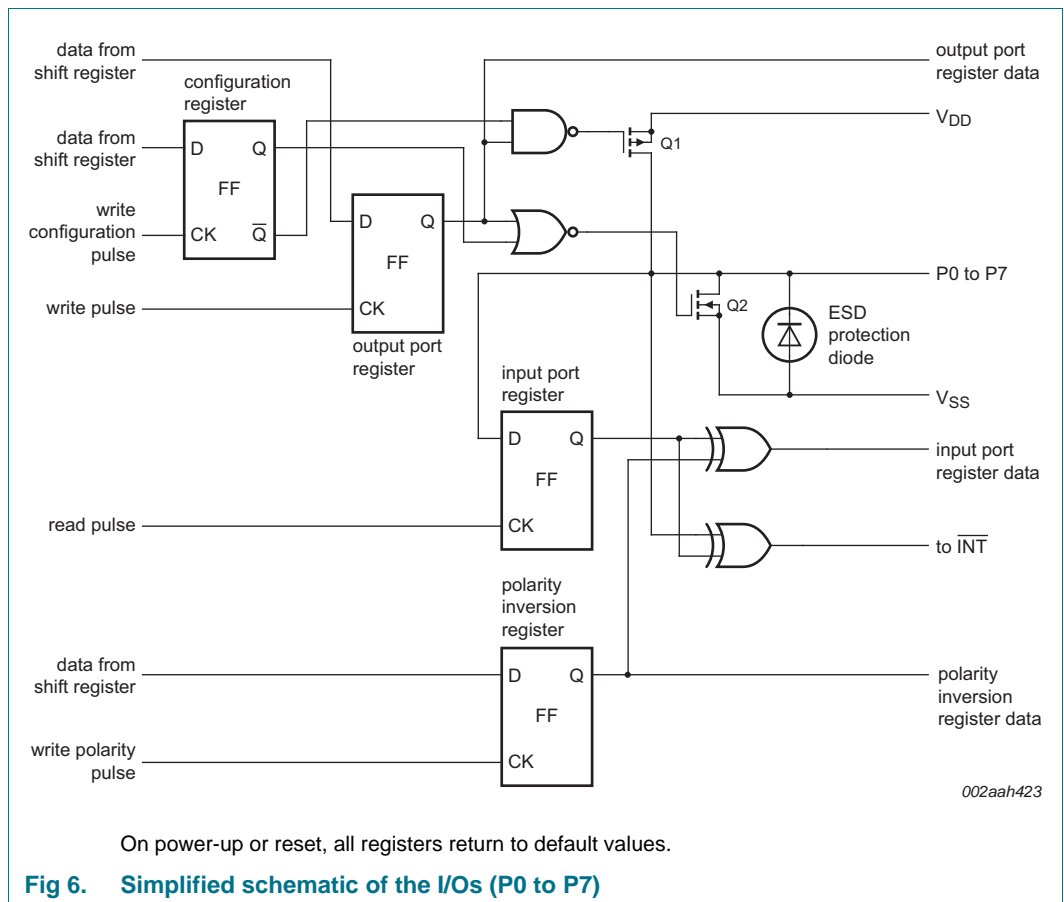 data from
shift register
output port
register data
configuration
register
V_DD
data from
shift register
D
Q
Q1
FF
write
configuration
pulse
CK
Q̅
D
Q
FF
P0 to P7
Q2
ESD
protection
diode
write pulse
CK
output port
register
input port
register
V_SS
D
Q
input port
register data
FF
read pulse
CK
to I̅N̅T̅
polarity
inversion
register
data from
shift register
D
Q
polarity
inversion
register data
FF
write polarity
pulse
CK
002aah423
On power-up or reset, all registers return to default values.
Fig 6. Simplified schematic of the I/Os (P0 to P7)